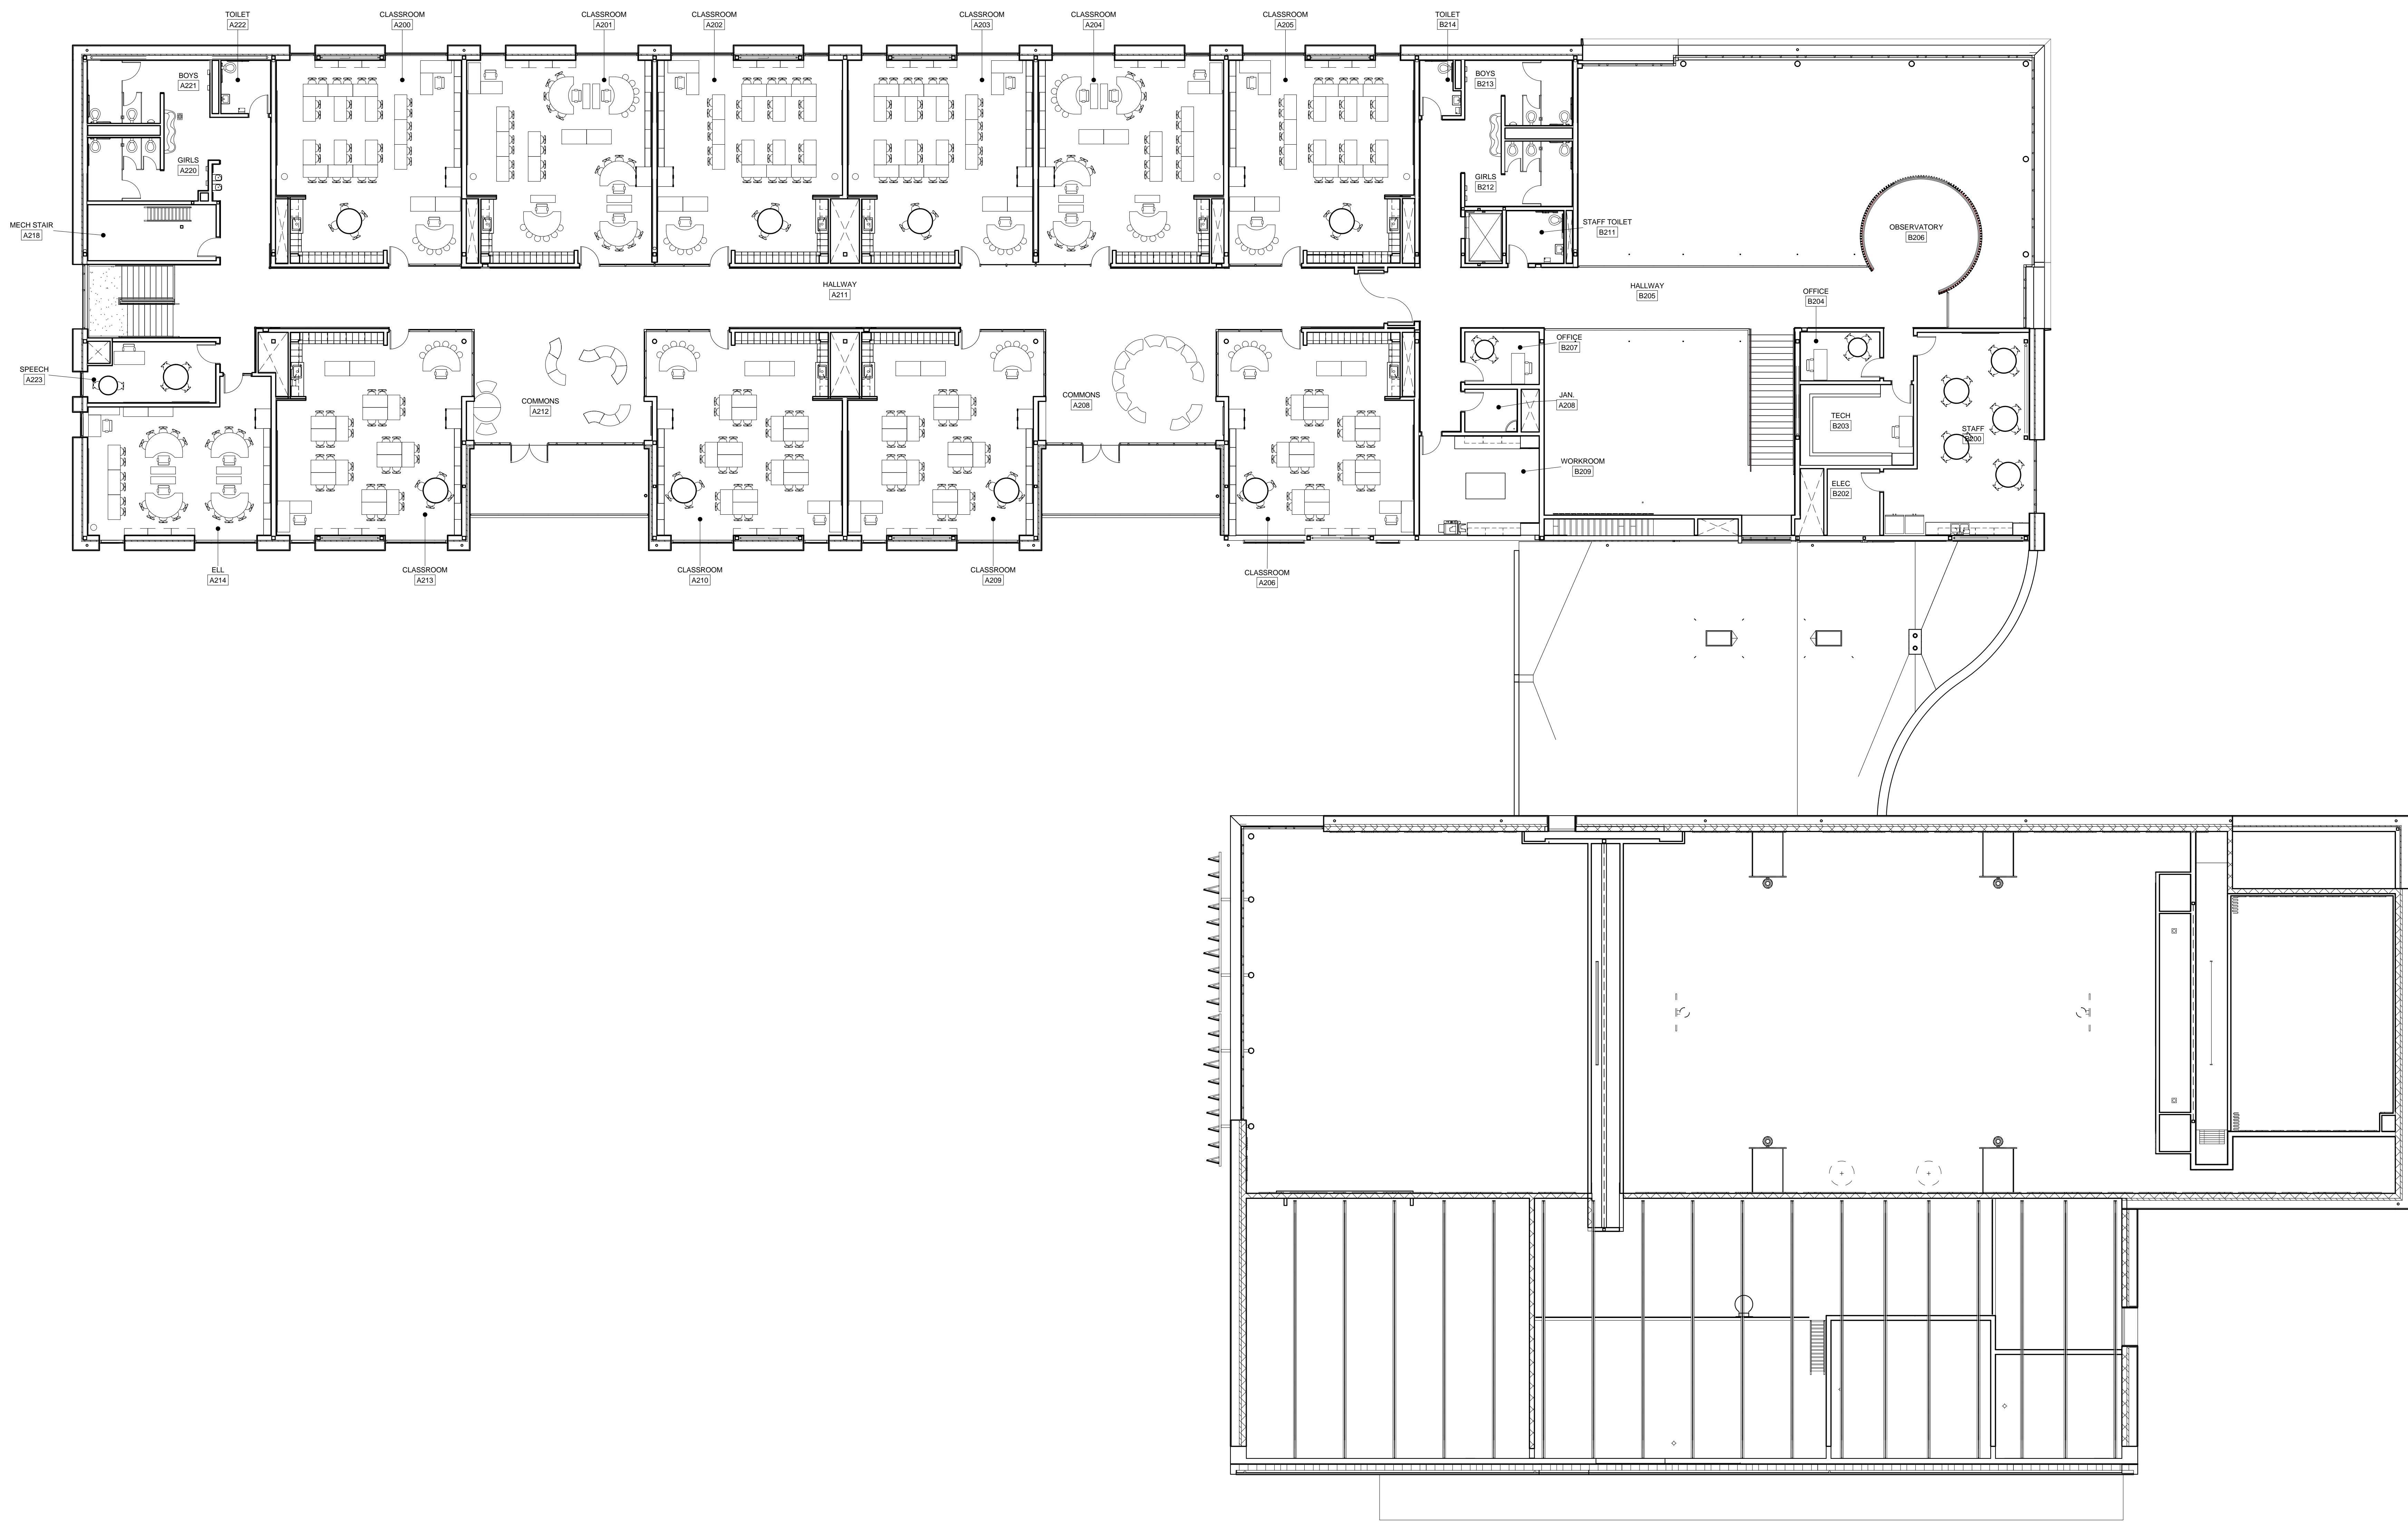 TOILET
A222
CLASSROOM
A200
CLASSROOM
A201
CLASSROOM
A202
CLASSROOM
A203
CLASSROOM
A204
CLASSROOM
A205
TOILET
B214
BOYS
A221
BOYS
B213
GIRLS
A220
GIRLS
B212
MECH STAIR
A218
STAFF TOILET
B211
OBSERVATORY
B206
HALLWAY
A211
HALLWAY
B205
OFFICE
B204
OFFICE
B207
SPEECH
A223
COMMONS
A212
COMMONS
A208
JAN.
A208
TECH
B203
STAFF
B200
WORKROOM
B209
ELEC
B202
ELL
A214
CLASSROOM
A213
CLASSROOM
A210
CLASSROOM
A209
CLASSROOM
A206